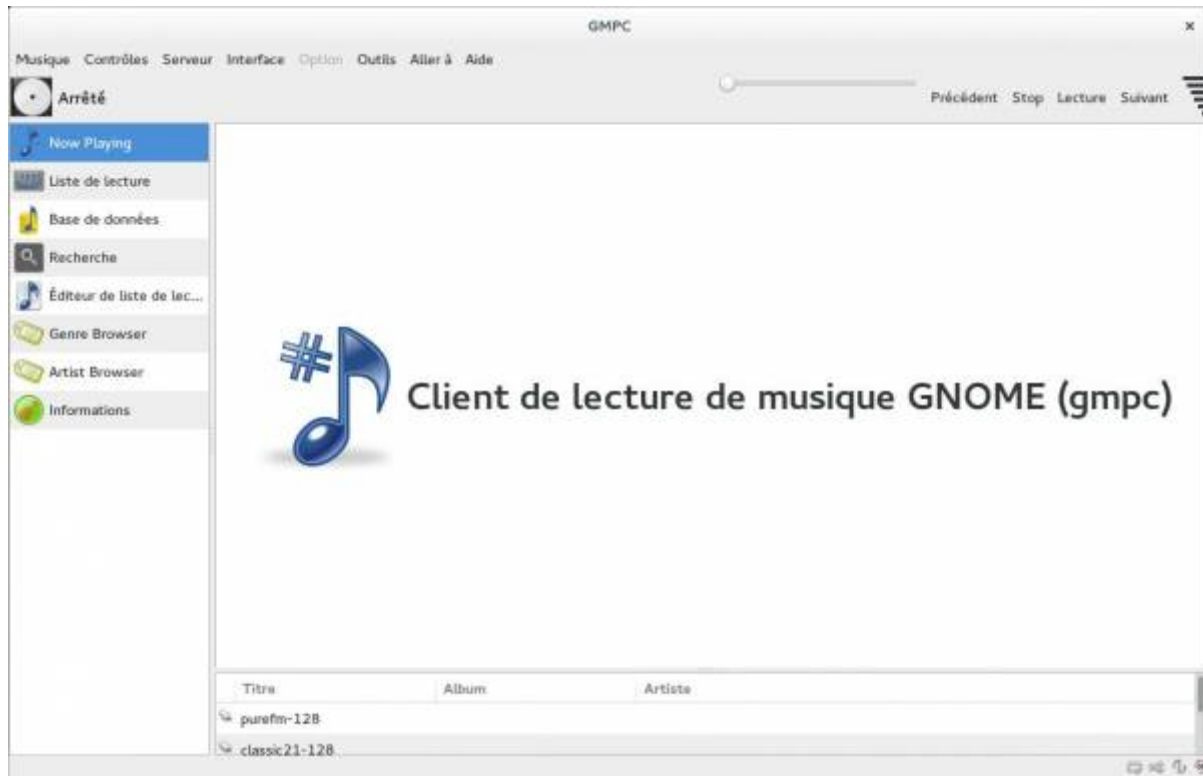 GMPC
Musique Contrôles Serveur Interface Option Outils Aller à Aide
Arrêté
Précédent Stop Lecture Suivant
Now Playing
Liste de lecture
Base de données
Recherche
Éditeur de liste de lec...
Genre Browser
Artist Browser
Informations
Client de lecture de musique GNOME (gmpc)
Titre Album Artiste
purefm-128
classic21-128